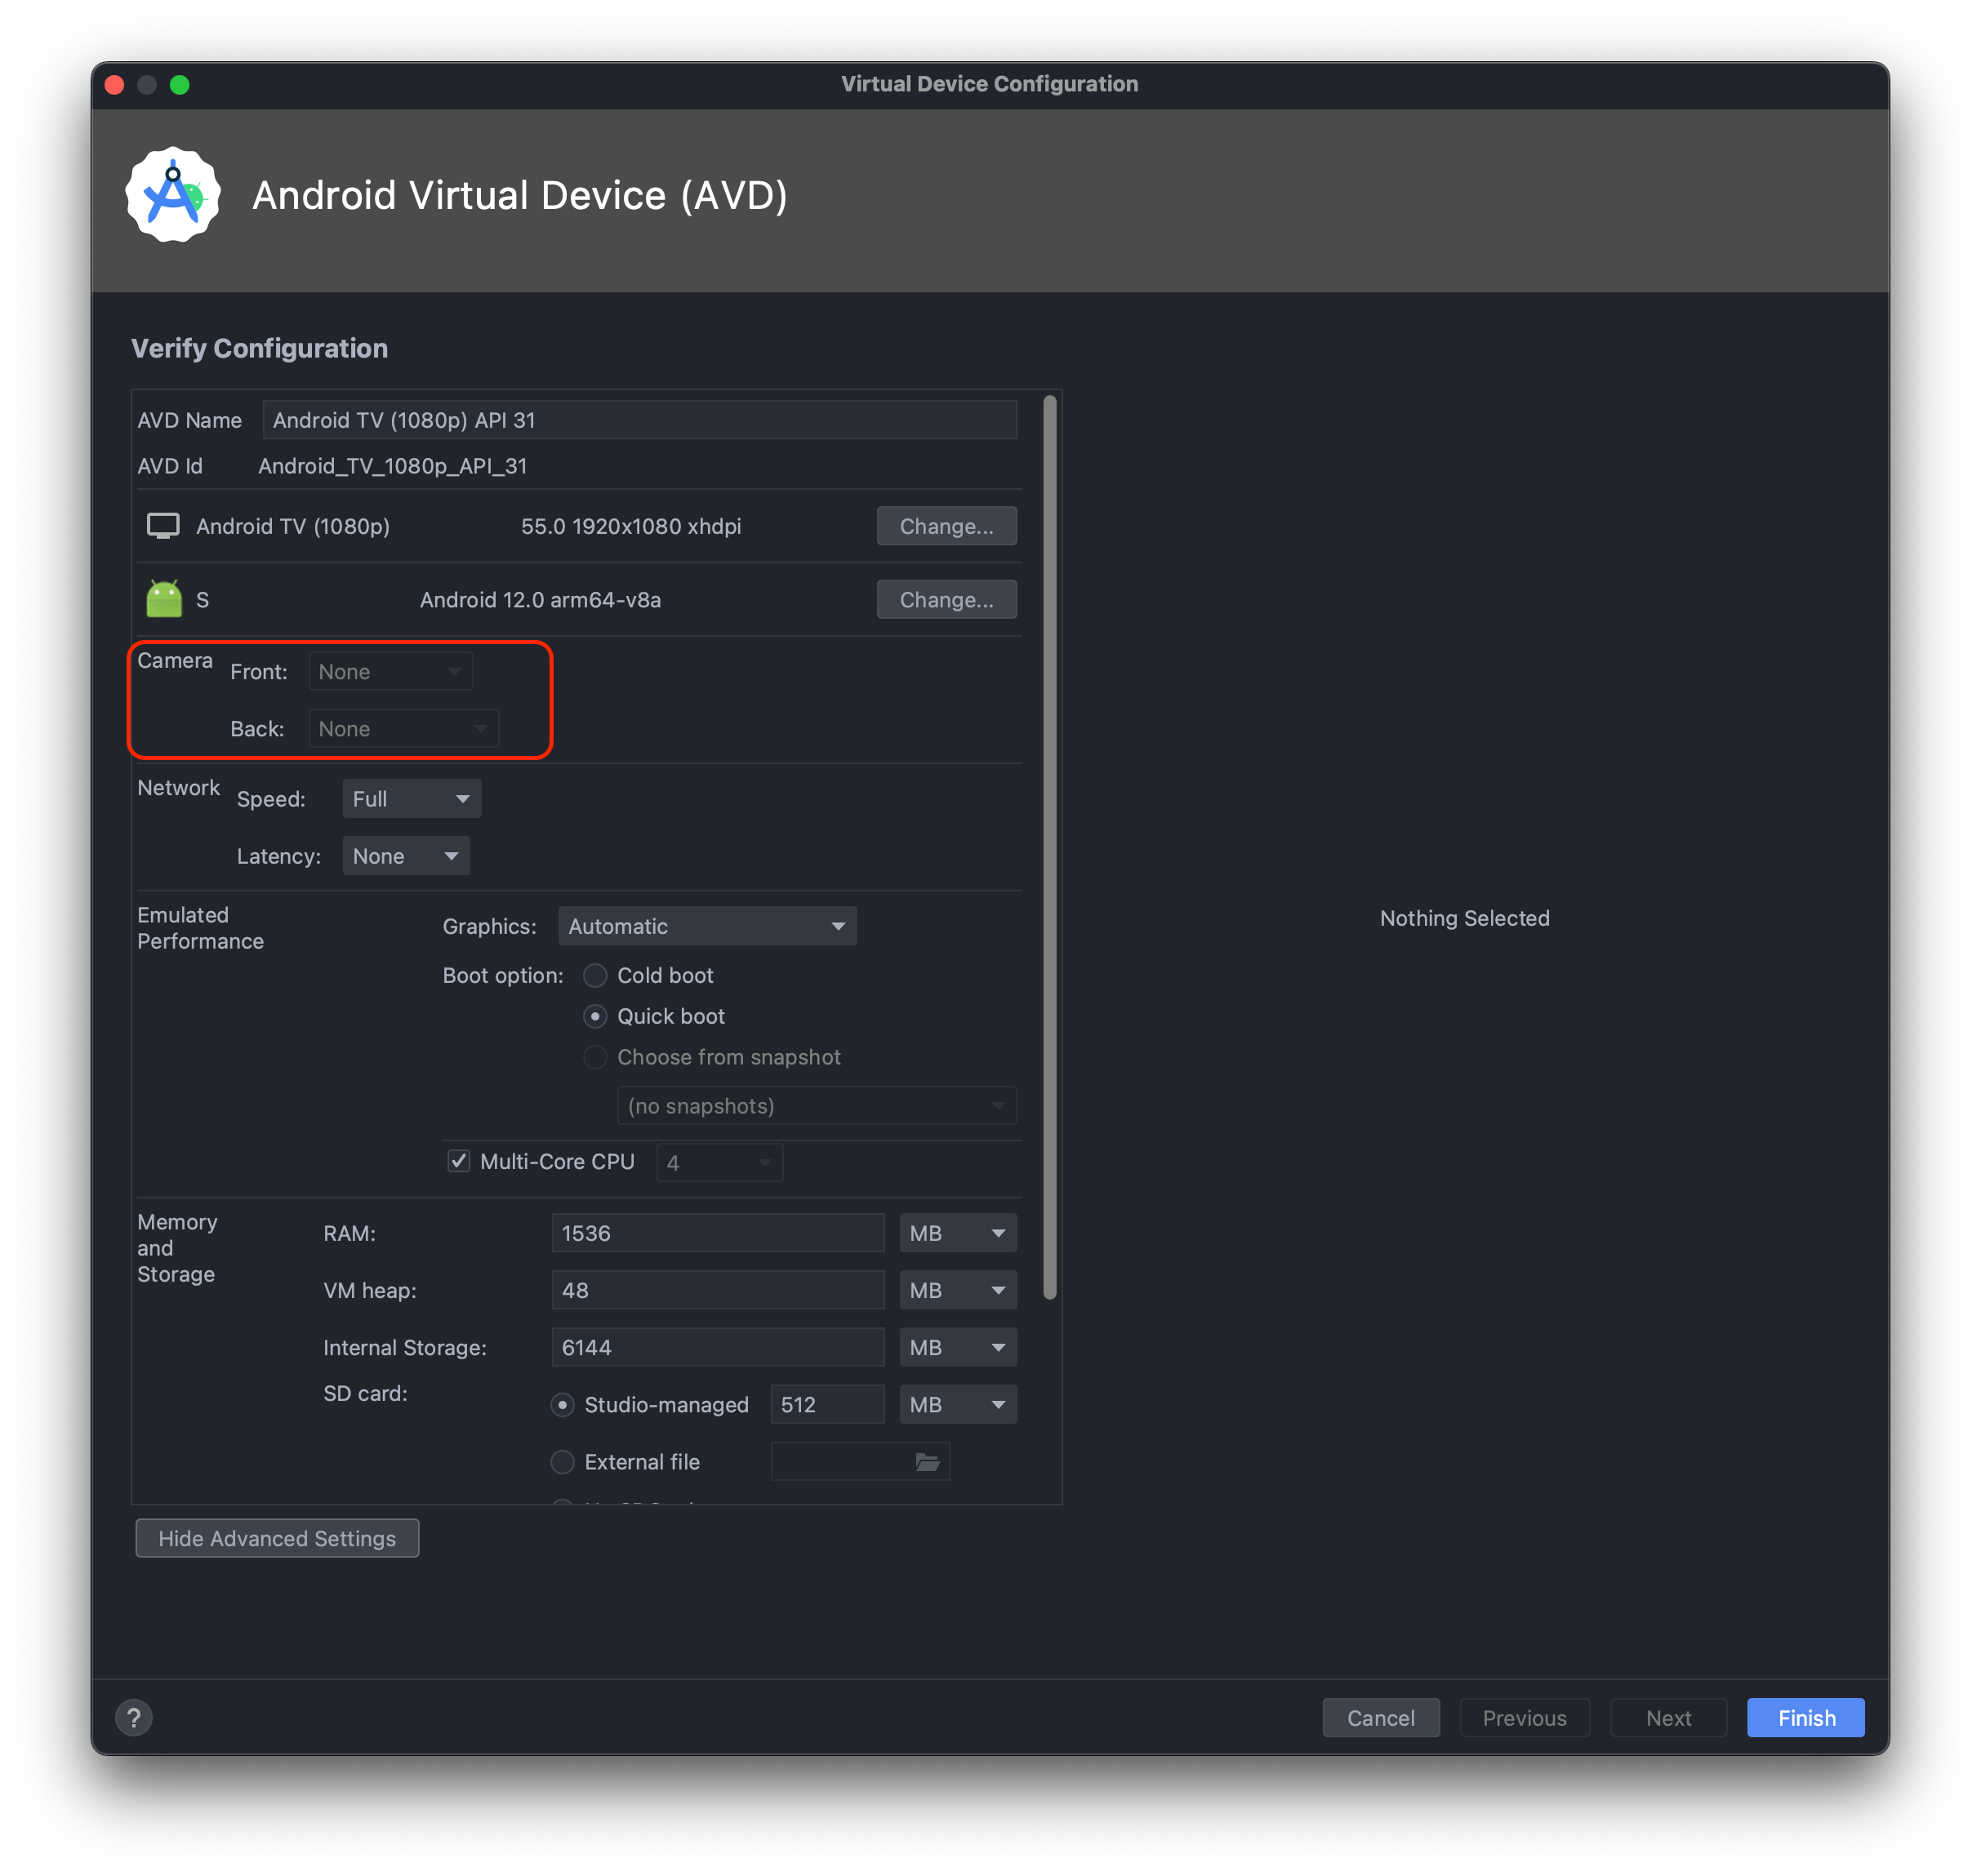 Virtual Device Configuration
Android Virtual Device (AVD)
Verify Configuration
AVD Name Android TV (1080p) API 31
AVD Id Android_TV_1080p_API_31
Android TV (1080p) 55.0 1920x1080 xhdpi Change...
S Android 12.0 arm64-v8a Change...
Camera Front: None
Back: None
Network Speed: Full
Latency: None
Emulated
Performance
Graphics: Automatic
Boot option: Cold boot
Quick boot
Choose from snapshot
(no snapshots)
Multi-Core CPU 4
Memory
and
Storage
RAM: 1536 MB
VM heap: 48 MB
Internal Storage: 6144 MB
SD card: Studio-managed 512 MB
External file
Nothing Selected
Hide Advanced Settings
? Cancel Previous Next Finish